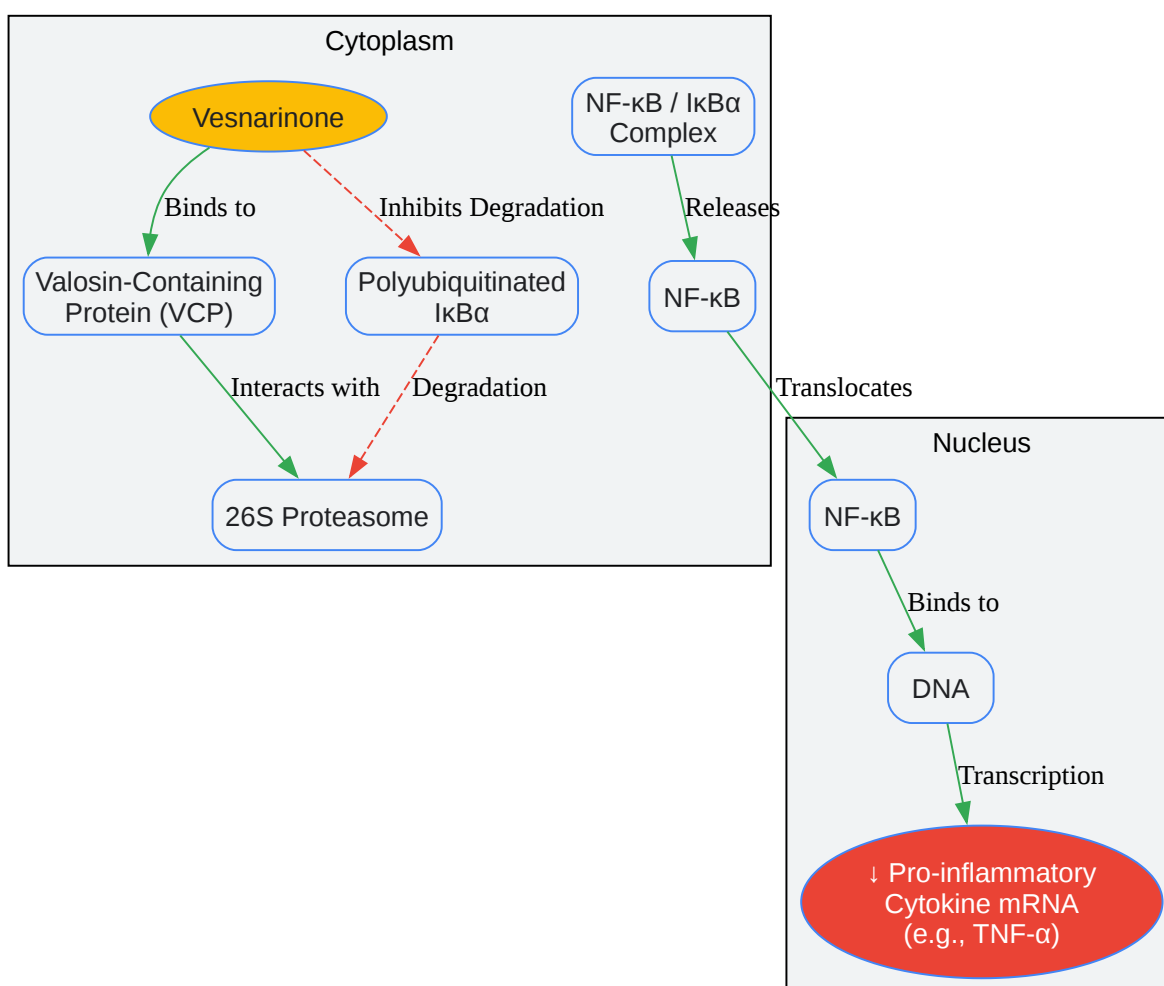 Cytoplasm
Vesnarinone
NF-κB / IκBα
Complex
Binds to
Inhibits Degradation
Releases
Valosin-Containing
Protein (VCP)
Polyubiquitinated
IκBα
NF-κB
Interacts with
Degradation
Translocates
Nucleus
26S Proteasome
NF-κB
Binds to
DNA
Transcription
↓ Pro-inflammatory
Cytokine mRNA
(e.g., TNF-α)